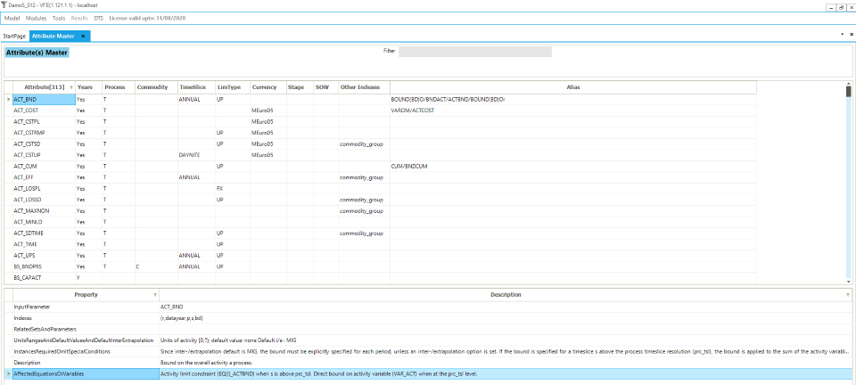 DemoS_012 - VFE(1.121.1.1) - localhost
Model Modules Tools Results DTS License valid upto: 31/08/2020
StartPage Attribute Master
Attribute(s) Master Filter
Attribute[313] Years Process Commodity TimeSlice LimType Currency Stage SOW Other Indexes Alias
ACT_BND Yes T ANNUAL UP BOUND(BD)O/BNDACT/ACTBND/BOUND(BD)Or
ACT_COST Yes T MEuro05 VAROM/ACTCOST
ACT_CSTPL Yes T MEuro05
ACT_CSTRMP Yes T UP MEuro05
ACT_CSTSD Yes T UP MEuro05 commodity_group
ACT_CSTUP Yes T DAYNITE MEuro05
ACT_CUM Yes T UP CUM/BNDCUM
ACT_EFF Yes T ANNUAL commodity_group
ACT_LOSPL Yes T FX
ACT_LOSSD Yes T UP commodity_group
ACT_MAXNON Yes T commodity_group
ACT_MINLD Yes T
ACT_SDTIME Yes T UP commodity_group
ACT_TIME Yes T UP
ACT_UPS Yes T ANNUAL UP
BS_BNDPRS Yes T C ANNUAL UP
BS_CAPACT Y
Property Description
InputParameter ACT_BND
Indexes (r,datayear,p,s,bd)
RelatedSetsAndParameters
UnitsRangesAndDefaultValuesAndDefaultInterExtrapolation Units of activity [0,?); default value: none Default i/e : MIG
InstancesRequiredOmitSpecialConditions Since inter-/extrapolation default is MIG, the bound must be explicitly specified for each period, unless an inter-/extrapolation option is set. If the bound is specified for a timeslice s above the process timeslice resolution (prc_tsl), the bound is applied to the sum of the activity variab...
Description Bound on the overall activity a process.
AffectedEquationsOrVariables Activity limit constraint (EQ(l)_ACTBND) when s is above prc_tsl. Direct bound on activity variable (VAR_ACT) when at the prc_tsl level.